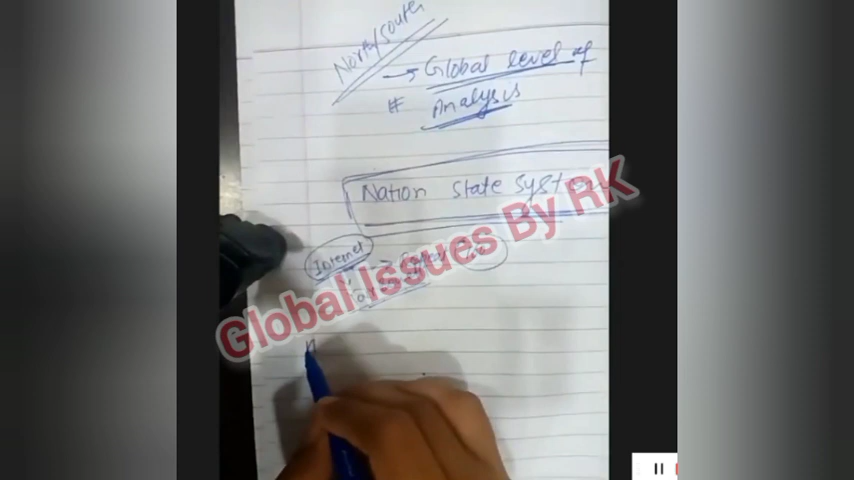 North/South
→ Global level of
# Analysis
Nation State System
Internet →
Global Issues By RK